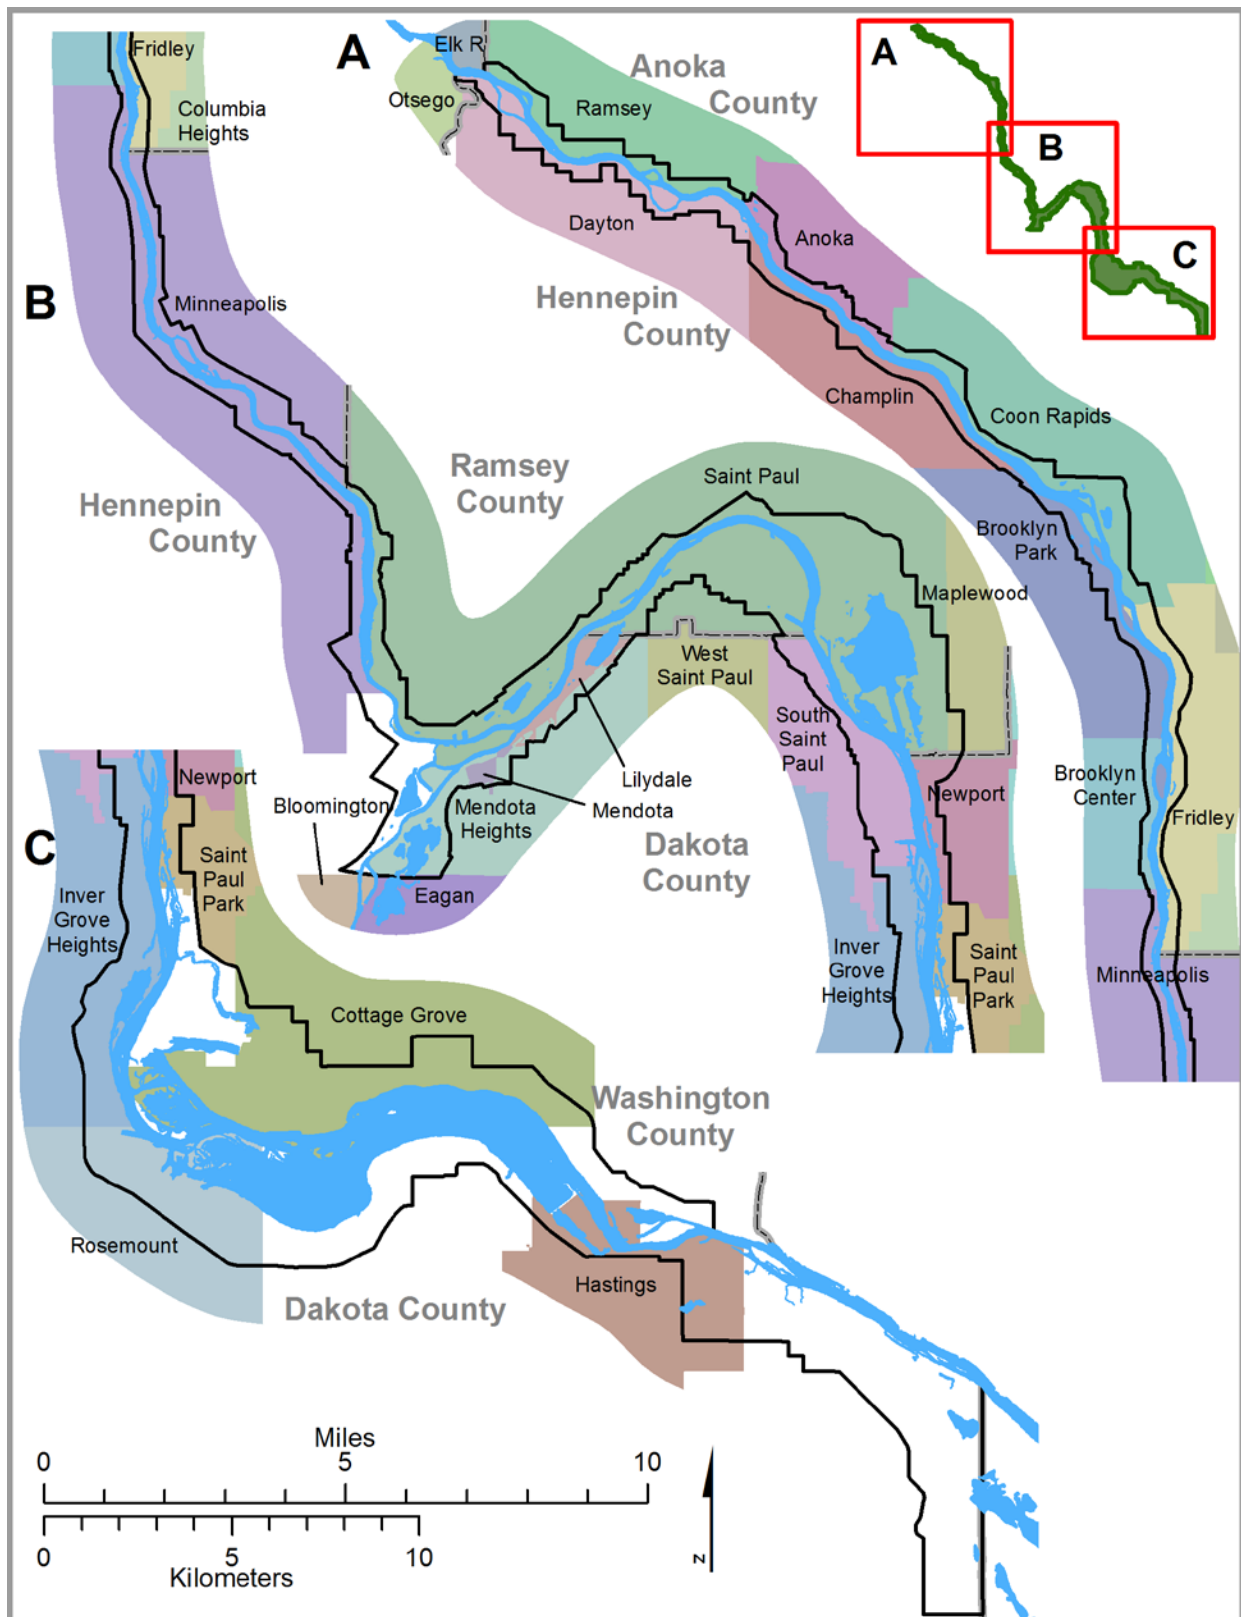 A
Elk R
Otsego
Anoka
County
Ramsey
Dayton
Anoka
Hennepin
County
Champlin
Coon Rapids
Brooklyn
Park
Brooklyn
Center
Fridley
Minneapolis
A
B
C
B
Fridley
Columbia
Heights
Minneapolis
Hennepin
County
Ramsey
County
Saint Paul
Maplewood
West
Saint Paul
South
Saint
Paul
Lilydale
Mendota
Mendota
Heights
Bloomington
Eagan
Dakota
County
Newport
Inver
Grove
Heights
Saint
Paul
Park
C
Newport
Saint
Paul
Park
Inver
Grove
Heights
Cottage Grove
Washington
County
Rosemount
Hastings
Dakota County
Miles
0 5 10
0 5 10
Kilometers
N